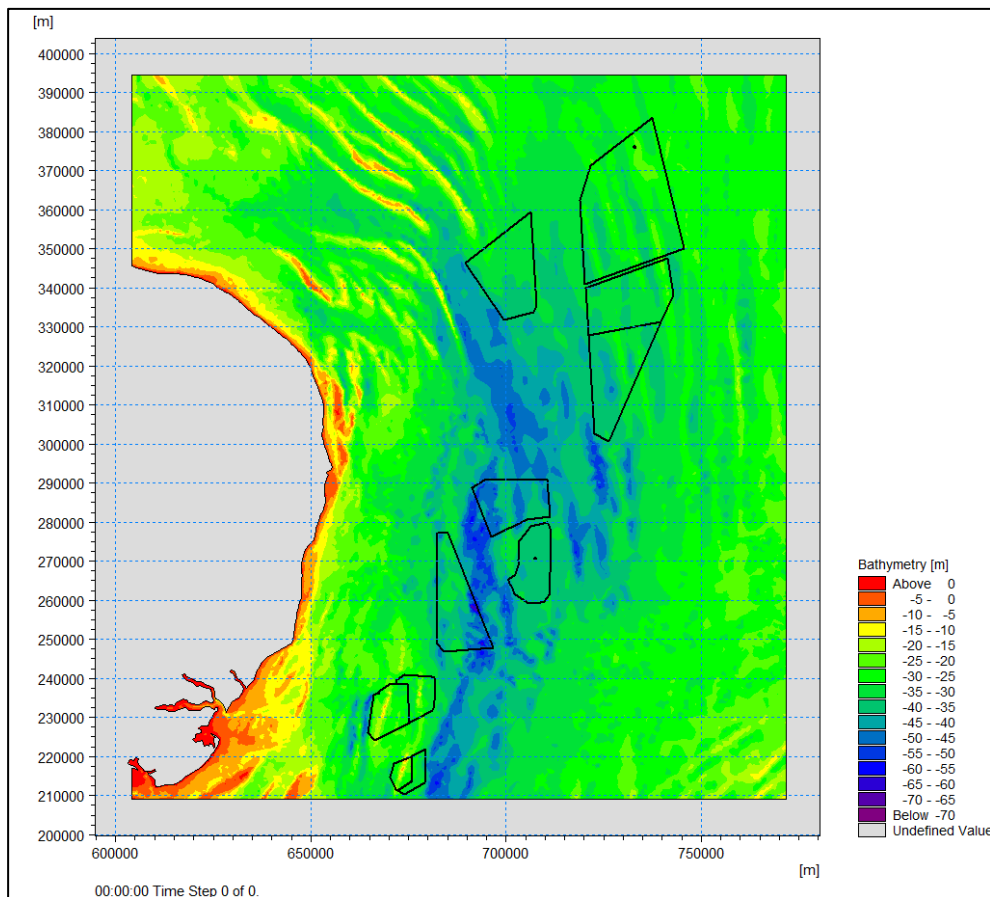 [m]
400000
390000
380000
370000
360000
350000
340000
330000
320000
310000
300000
290000
280000
270000
260000
250000
240000
230000
220000
210000
200000
600000 650000 700000 750000
[m]
00:00:00 Time Step 0 of 0.
Bathymetry [m]
Above 0
-5 - 0
-10 - -5
-15 - -10
-20 - -15
-25 - -20
-30 - -25
-35 - -30
-40 - -35
-45 - -40
-50 - -45
-55 - -50
-60 - -55
-65 - -60
-70 - -65
Below -70
Undefined Value